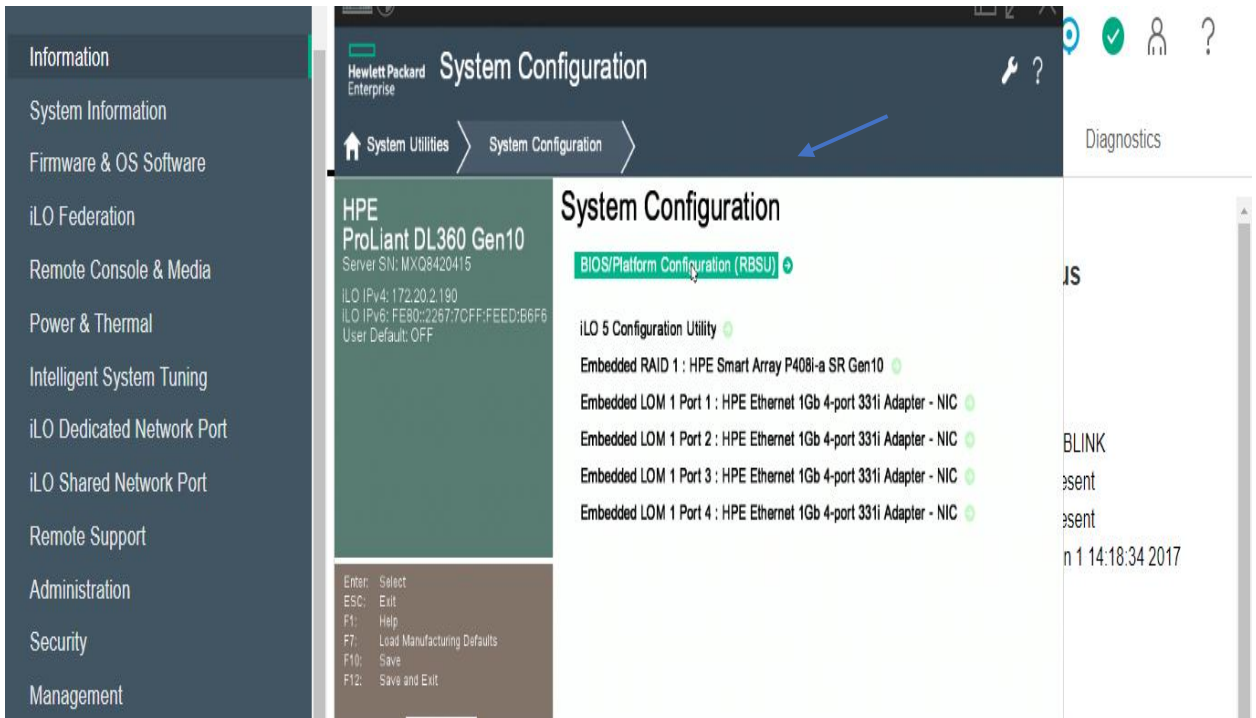 Information
System Information
Firmware & OS Software
iLO Federation
Remote Console & Media
Power & Thermal
Intelligent System Tuning
iLO Dedicated Network Port
iLO Shared Network Port
Remote Support
Administration
Security
Management
Hewlett Packard
Enterprise
System Configuration
?
System Utilities
System Configuration
HPE
ProLiant DL360 Gen10
Server SN: MXQ8420415
iLO IPv4: 172.20.2.190
iLO IPv6: FE80::2267:7CFF:FEED:B6F6
User Default: OFF
Enter: Select
ESC: Exit
F1: Help
F7: Load Manufacturing Defaults
F10: Save
F12: Save and Exit
System Configuration
BIOS/Platform Configuration (RBSU)
iLO 5 Configuration Utility
Embedded RAID 1 : HPE Smart Array P408i-a SR Gen10
Embedded LOM 1 Port 1 : HPE Ethernet 1Gb 4-port 331i Adapter - NIC
Embedded LOM 1 Port 2 : HPE Ethernet 1Gb 4-port 331i Adapter - NIC
Embedded LOM 1 Port 3 : HPE Ethernet 1Gb 4-port 331i Adapter - NIC
Embedded LOM 1 Port 4 : HPE Ethernet 1Gb 4-port 331i Adapter - NIC
?
Diagnostics
us
BLINK
esent
esent
n 1 14:18:34 2017